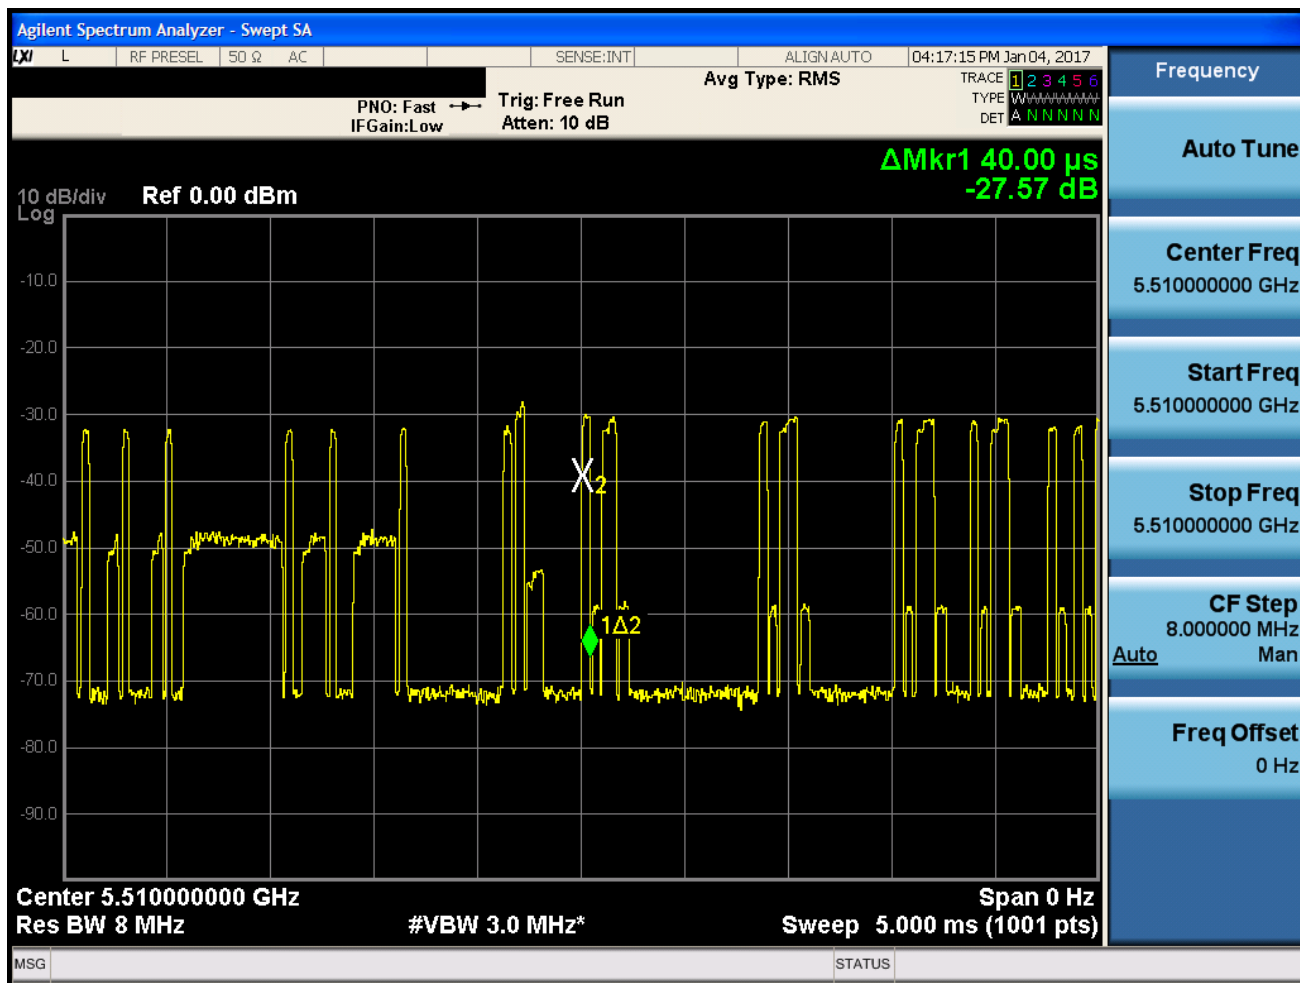 Agilent Spectrum Analyzer - Swept SA
LXI L RF PRESEL 50 Ω AC SENSE:INT ALIGN AUTO 04:17:15 PM Jan 04, 2017
Avg Type: RMS
TRACE 1 2 3 4 5 6
PNO: Fast Trig: Free Run
TYPE W
IFGain:Low Atten: 10 dB
DET A N N N N N
ΔMkr1 40.00 µs
-27.57 dB
10 dB/div Ref 0.00 dBm
Log
-10.0
-20.0
-30.0
-40.0
-50.0
-60.0
-70.0
-80.0
-90.0
X2
1Δ2
Center 5.510000000 GHz Span 0 Hz
Res BW 8 MHz #VBW 3.0 MHz* Sweep 5.000 ms (1001 pts)
MSG STATUS
Frequency
Auto Tune
Center Freq
5.510000000 GHz
Start Freq
5.510000000 GHz
Stop Freq
5.510000000 GHz
CF Step
8.000000 MHz
Auto Man
Freq Offset
0 Hz